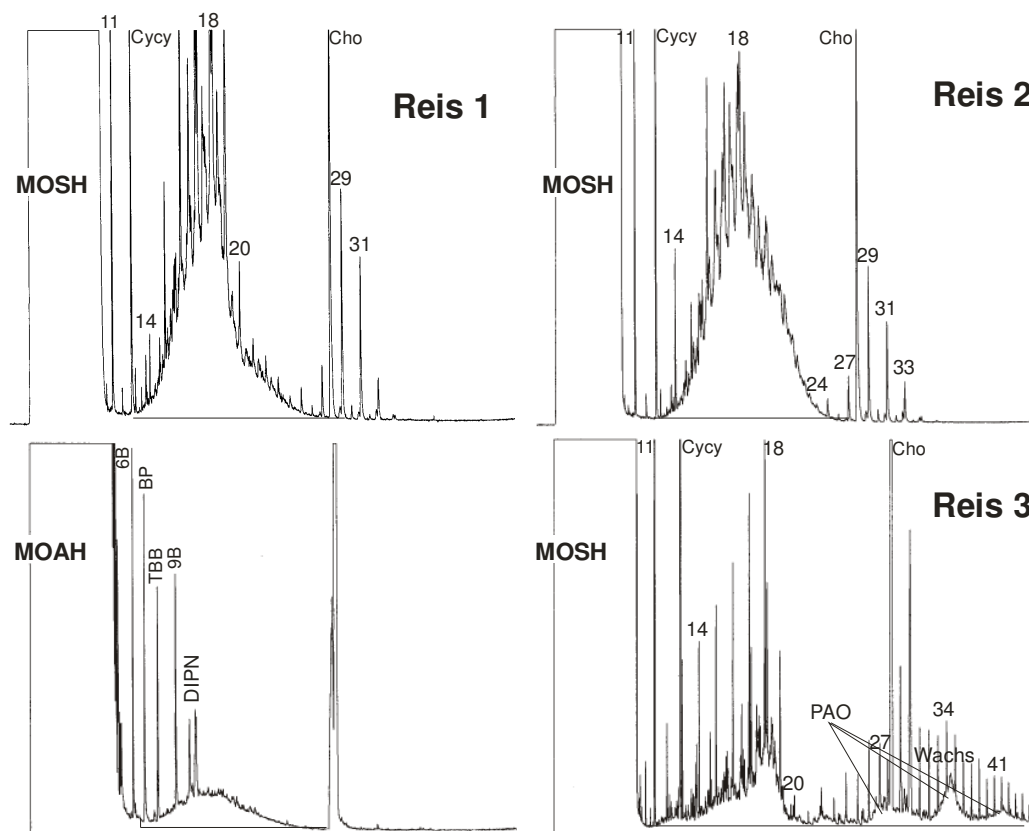 11
Cycy
18
Cho
Reis 1
MOSH
29
31
20
14
11
Cycy
18
Cho
Reis 2
MOSH
14
29
31
27
33
24
6B
BP
TBB
9B
MOAH
DIPN
11
Cycy
18
Cho
Reis 3
MOSH
14
PAO
27
34
Wachs
41
20